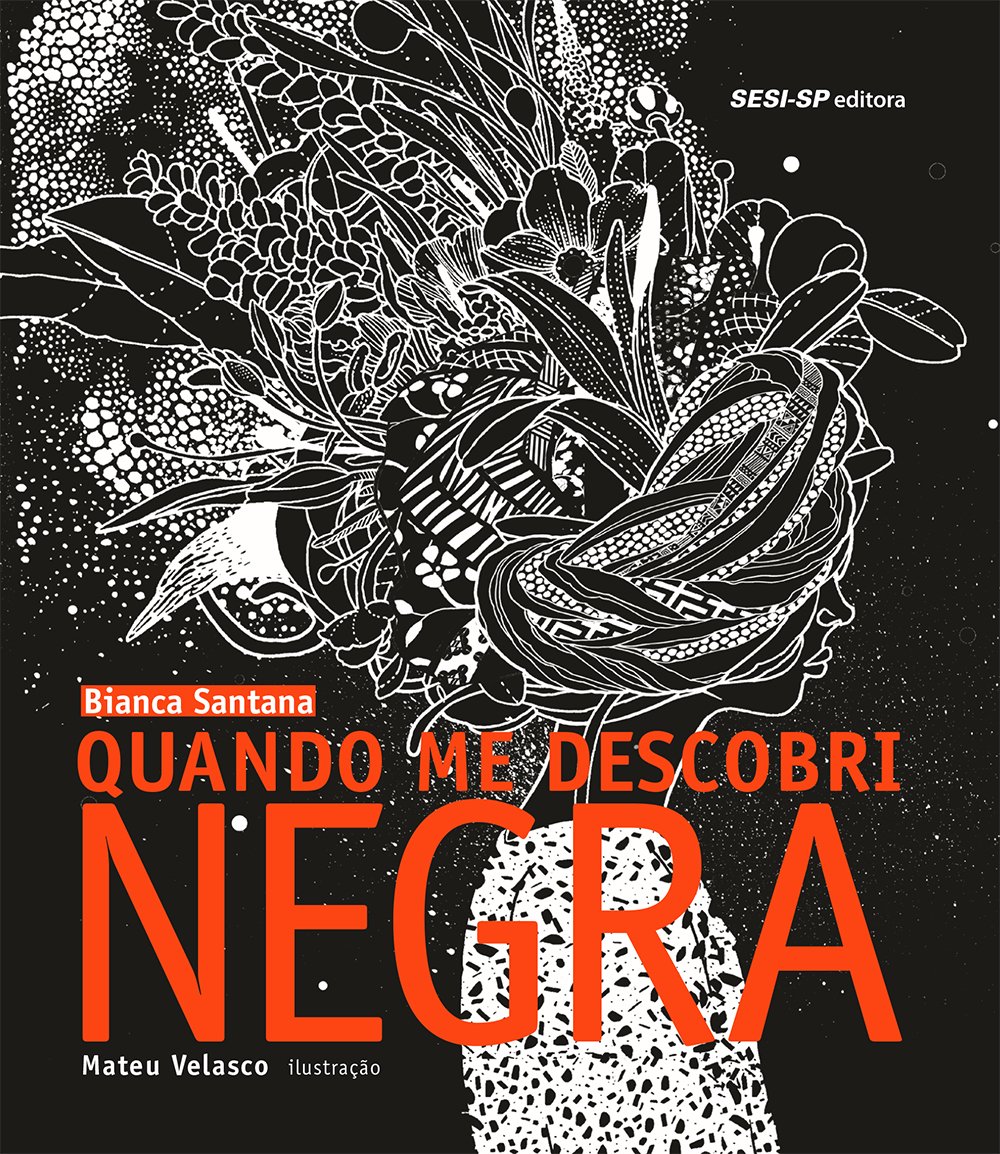 SESI-SP editora
Bianca Santana
QUANDO ME DESCOBRI
NEGRA
Mateu Velasco ilustração